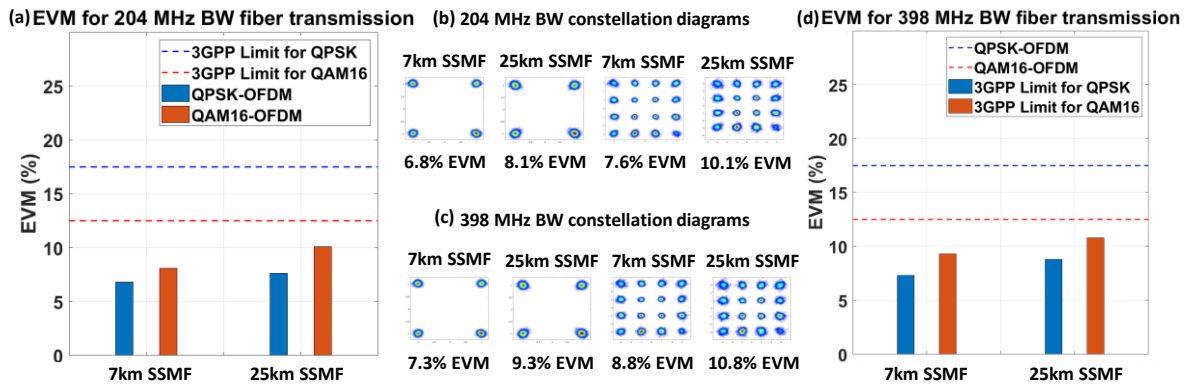 (a) EVM for 204 MHz BW fiber transmission
3GPP Limit for QPSK
3GPP Limit for QAM16
QPSK-OFDM
QAM16-OFDM
EVM (%)
25
20
15
10
5
0
7km SSMF
25km SSMF
(b) 204 MHz BW constellation diagrams
7km SSMF 25km SSMF 7km SSMF 25km SSMF
6.8% EVM 8.1% EVM 7.6% EVM 10.1% EVM
(c) 398 MHz BW constellation diagrams
7km SSMF 25km SSMF 7km SSMF 25km SSMF
7.3% EVM 9.3% EVM 8.8% EVM 10.8% EVM
(d) EVM for 398 MHz BW fiber transmission
QPSK-OFDM
QAM16-OFDM
3GPP Limit for QPSK
3GPP Limit for QAM16
EVM (%)
25
20
15
10
5
0
7km SSMF
25km SSMF